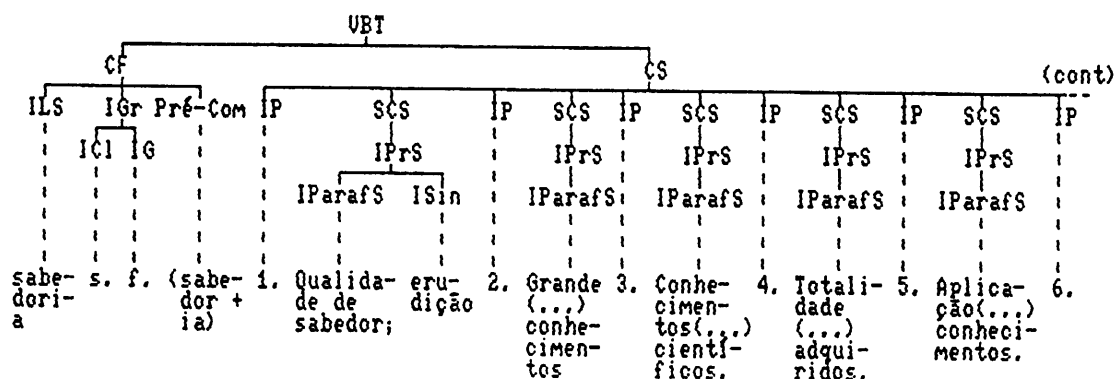 VBT
CF CS (cont)
ILS IGr Pré-Com IP SCS IP SCS IP SCS IP SCS IP SCS IP
ICl IG IPrS IPrS IPrS IPrS IPrS
IParafS ISin IParafS IParafS IParafS IParafS
sabe- s. f. (sabe- 1. Qualida- eru- 2. Grande 3. Conhe- 4. Totali- 5. Aplica- 6.
dori- dor + de de dição (...) cimen- dade ção(...)
a ia) sabedor; conhe- tos(...) (...) conheci-
cimen- cientí- adqui- mentos.
tos ficos. ridos.